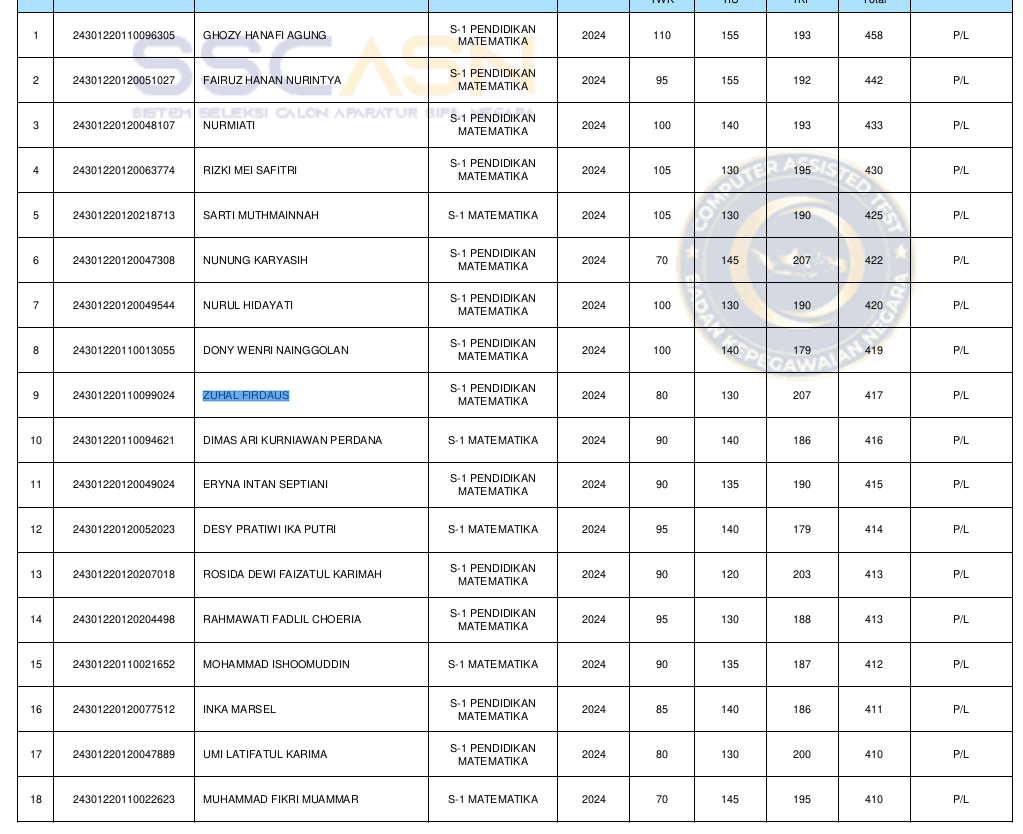 TWK TIU TKP Total
1 24301220110096305 GHOZY HANAFI AGUNG S-1 PENDIDIKAN MATEMATIKA 2024 110 155 193 458 P/L
2 24301220120051027 FAIRUZ HANAN NURINTYA S-1 PENDIDIKAN MATEMATIKA 2024 95 155 192 442 P/L
3 24301220120048107 NURMIATI S-1 PENDIDIKAN MATEMATIKA 2024 100 140 193 433 P/L
4 24301220120063774 RIZKI MEI SAFITRI S-1 PENDIDIKAN MATEMATIKA 2024 105 130 195 430 P/L
5 24301220120218713 SARTI MUTHMAINNAH S-1 MATEMATIKA 2024 105 130 190 425 P/L
6 24301220120047308 NUNUNG KARYASIH S-1 PENDIDIKAN MATEMATIKA 2024 70 145 207 422 P/L
7 24301220120049544 NURUL HIDAYATI S-1 PENDIDIKAN MATEMATIKA 2024 100 130 190 420 P/L
8 24301220110013055 DONY WENRI NAINGGOLAN S-1 PENDIDIKAN MATEMATIKA 2024 100 140 179 419 P/L
9 24301220110099024 ZUHAL FIRDAUS S-1 PENDIDIKAN MATEMATIKA 2024 80 130 207 417 P/L
10 24301220110094621 DIMAS ARI KURNIAWAN PERDANA S-1 MATEMATIKA 2024 90 140 186 416 P/L
11 24301220120049024 ERYNA INTAN SEPTIANI S-1 PENDIDIKAN MATEMATIKA 2024 90 135 190 415 P/L
12 24301220120052023 DESY PRATIWI IKA PUTRI S-1 MATEMATIKA 2024 95 140 179 414 P/L
13 24301220120207018 ROSIDA DEWI FAIZATUL KARIMAH S-1 PENDIDIKAN MATEMATIKA 2024 90 120 203 413 P/L
14 24301220120204498 RAHMAWATI FADLIL CHOERIA S-1 PENDIDIKAN MATEMATIKA 2024 95 130 188 413 P/L
15 24301220110021652 MOHAMMAD ISHOOMUDDIN S-1 MATEMATIKA 2024 90 135 187 412 P/L
16 24301220120077512 INKA MARSEL S-1 PENDIDIKAN MATEMATIKA 2024 85 140 186 411 P/L
17 24301220120047889 UMI LATIFATUL KARIMA S-1 PENDIDIKAN MATEMATIKA 2024 80 130 200 410 P/L
18 24301220110022623 MUHAMMAD FIKRI MUAMMAR S-1 MATEMATIKA 2024 70 145 195 410 P/L
SSCASN
SISTEM SELEKSI CALON APARATUR SIPIL NEGARA
COMPUTER ASSISTED TEST
BADAN KEPEGAWAIAN NEGARA